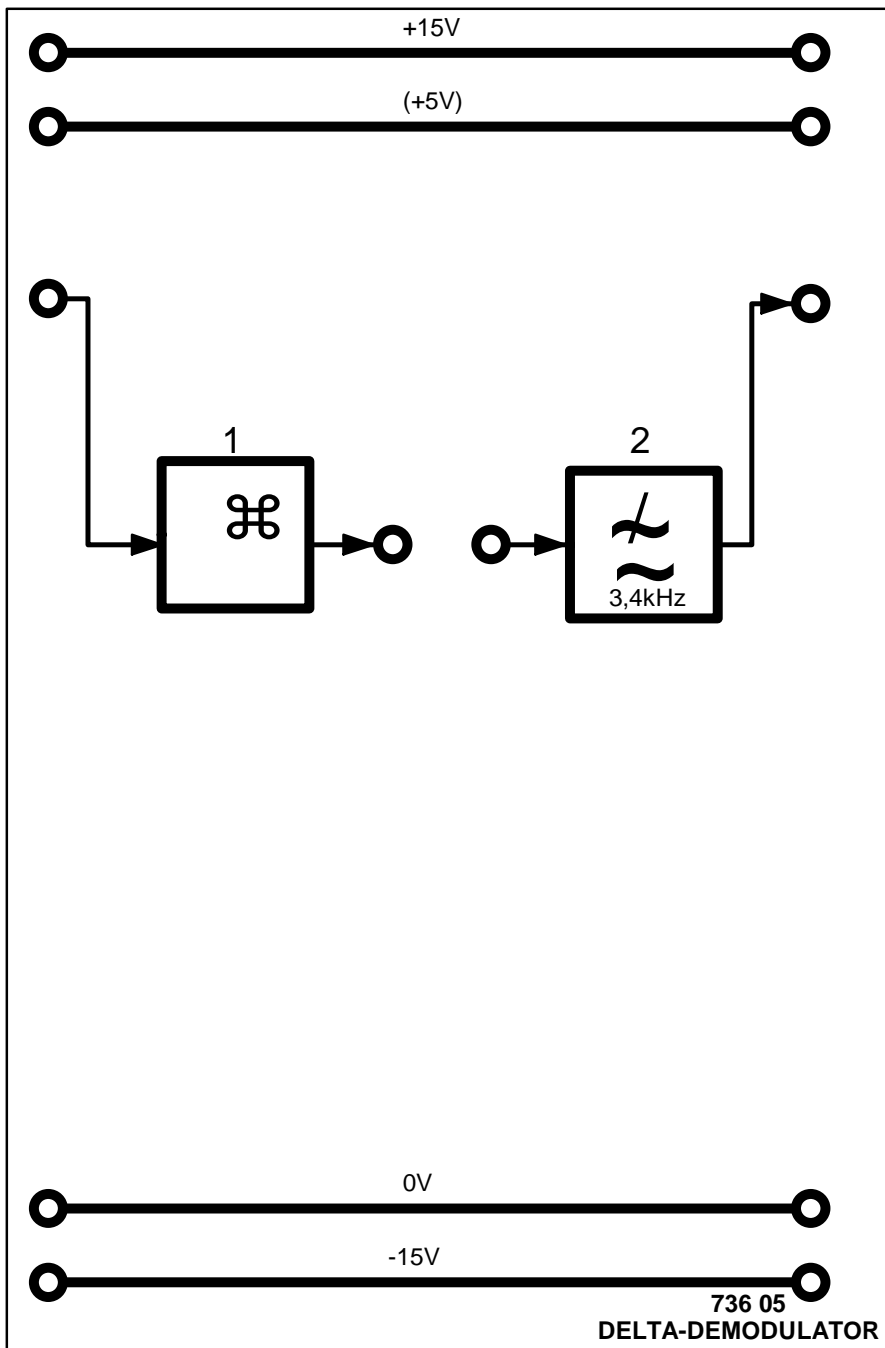 +15V
(+5V)
1
⌘
2
3,4kHz
0V
-15V
736 05
DELTA-DEMODULATOR